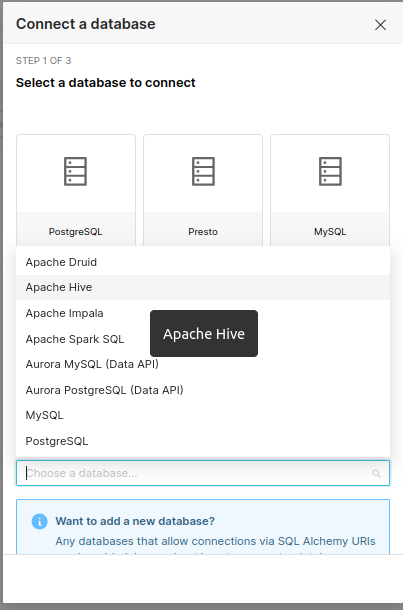 Connect a database
STEP 1 OF 3
Select a database to connect
PostgreSQL
Presto
MySQL
Apache Druid
Apache Hive
Apache Impala
Apache Hive
Apache Spark SQL
Aurora MySQL (Data API)
Aurora PostgreSQL (Data API)
MySQL
PostgreSQL
Choose a database...
Want to add a new database?
Any databases that allow connections via SQL Alchemy URIs